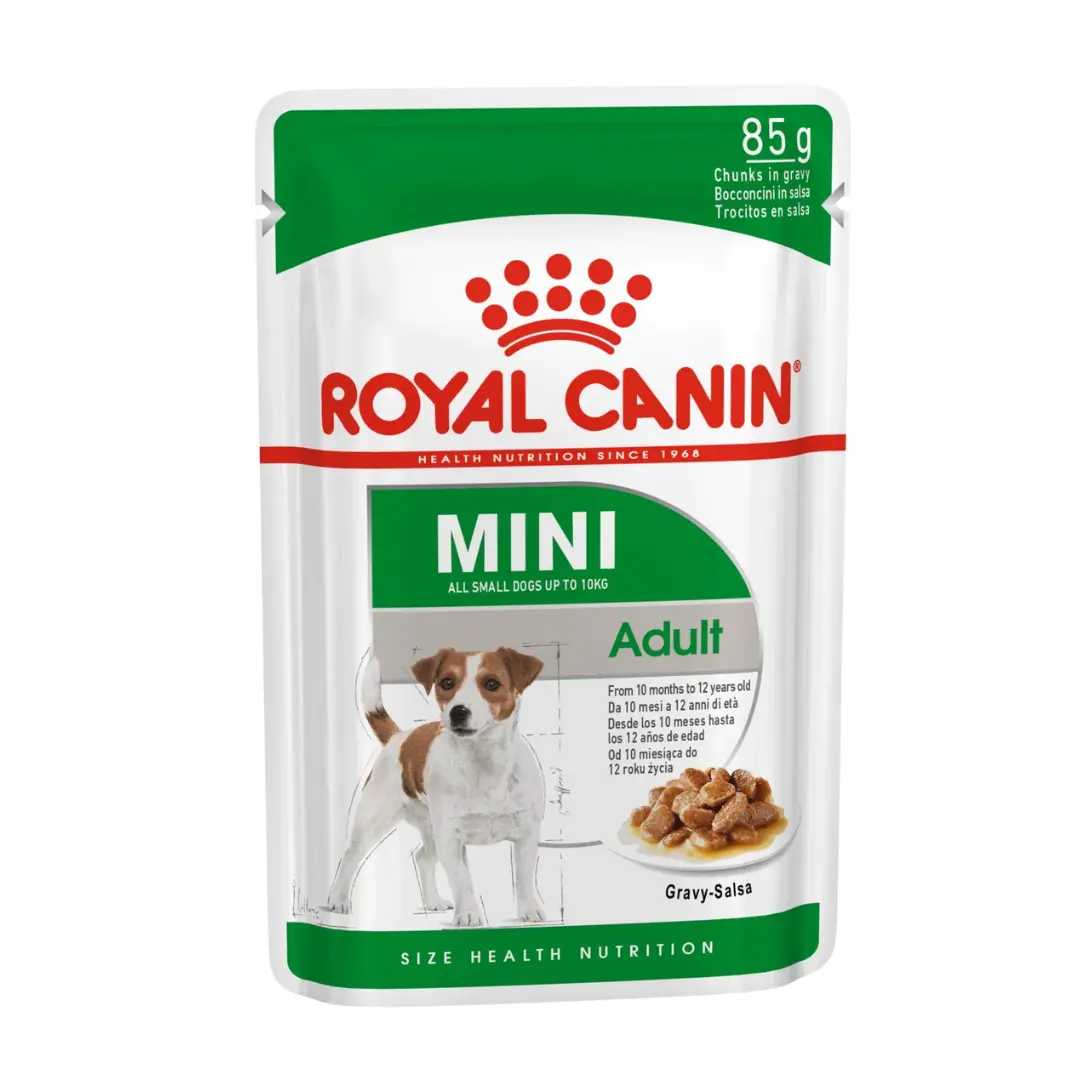 85 g
Chunks in gravy
Bocconcini in salsa
Trocitos en salsa
ROYAL CANIN®
HEALTH NUTRITION SINCE 1968
MINI
ALL SMALL DOGS UP TO 10KG
Adult
From 10 months to 12 years old
Da 10 mesi a 12 anni di età
Desde los 10 meses hasta
los 12 años de edad
Od 10 miesiąca do
12 roku życia
Gravy-Salsa
SIZE HEALTH NUTRITION